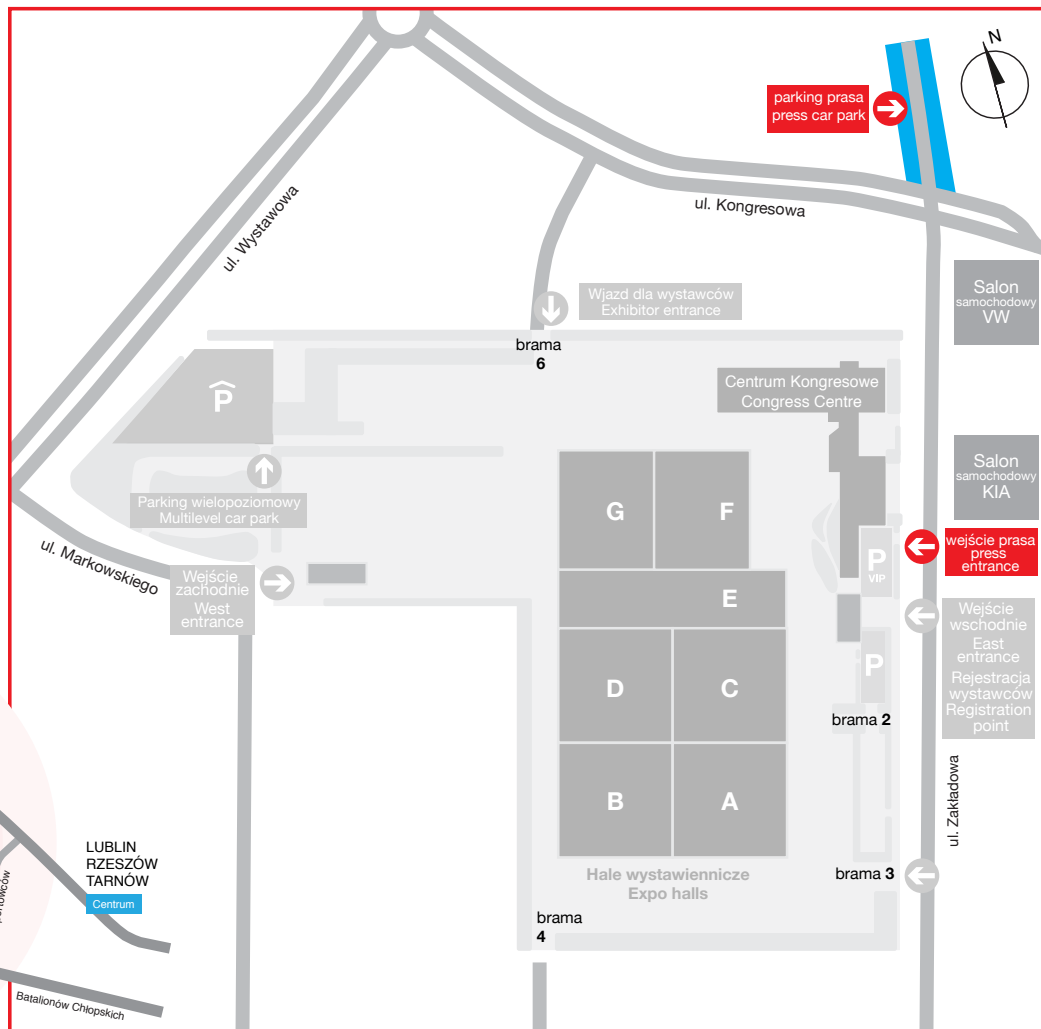 N
parking prasa
press car park
ul. Wystawowa
ul. Kongresowa
Salon
samochodowy
VW
Wjazd dla wystawców
Exhibitor entrance
brama
6
P
Centrum Kongresowe
Congress Centre
Salon
samochodowy
KIA
G
F
Parking wielopoziomowy
Multilevel car park
ul. Markowskiego
wejście prasa
press
entrance
P
VIP
Wejście
zachodnie
West
entrance
E
Wejście
wschodnie
East
entrance
Rejestracja
wystawców
Registration
point
D
C
P
brama 2
B
A
ul. Zakładowa
LUBLIN
RZESZÓW
TARNÓW
Centrum
Hale wystawiennicze
Expo halls
brama 3
brama
4
Batalionów Chłopskich